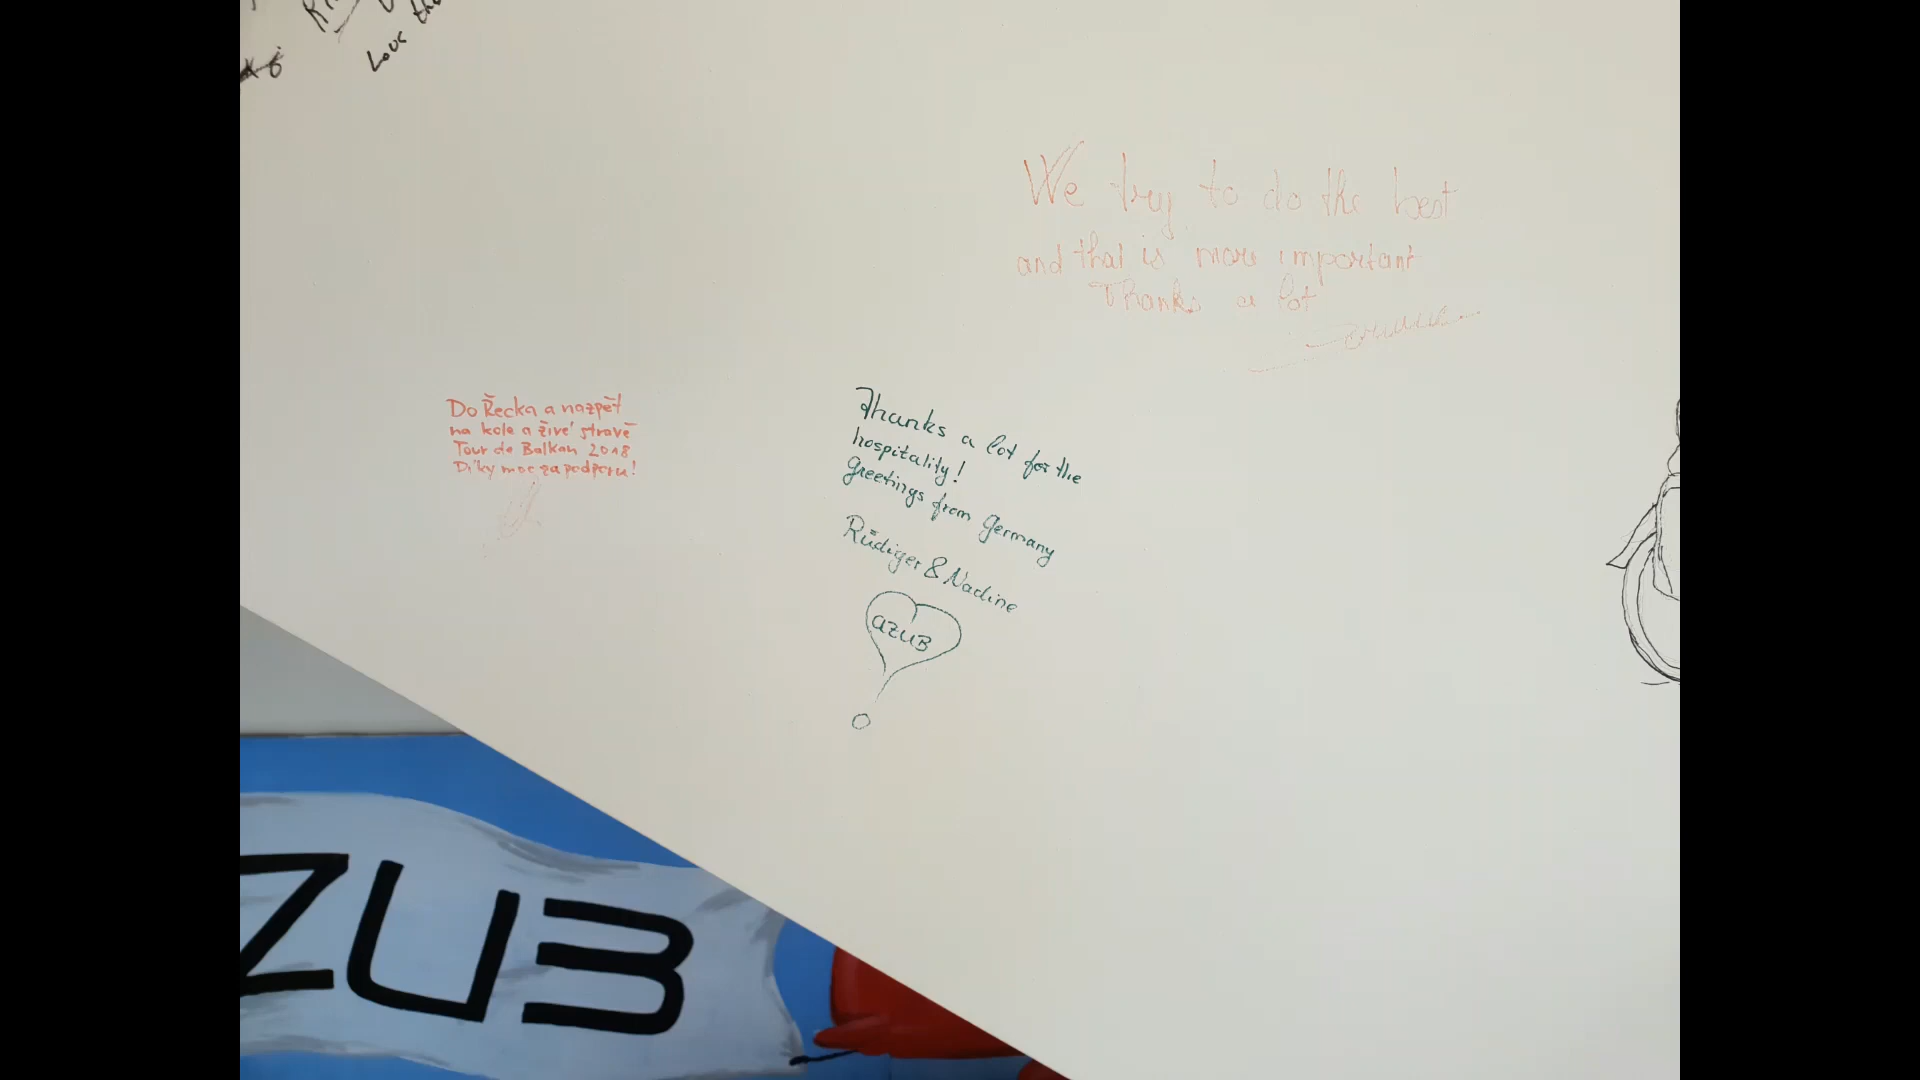 Love
We try to do the best
and that is more important
Thanks a lot
Do Řecka a nazpět
na kole a živé stravě
Tour de Balkan 2018
Díky moc za podporu!
Thanks a lot for the
hospitality!
Greetings from Germany
Rüdiger & Nadine
AZUB
ZUB